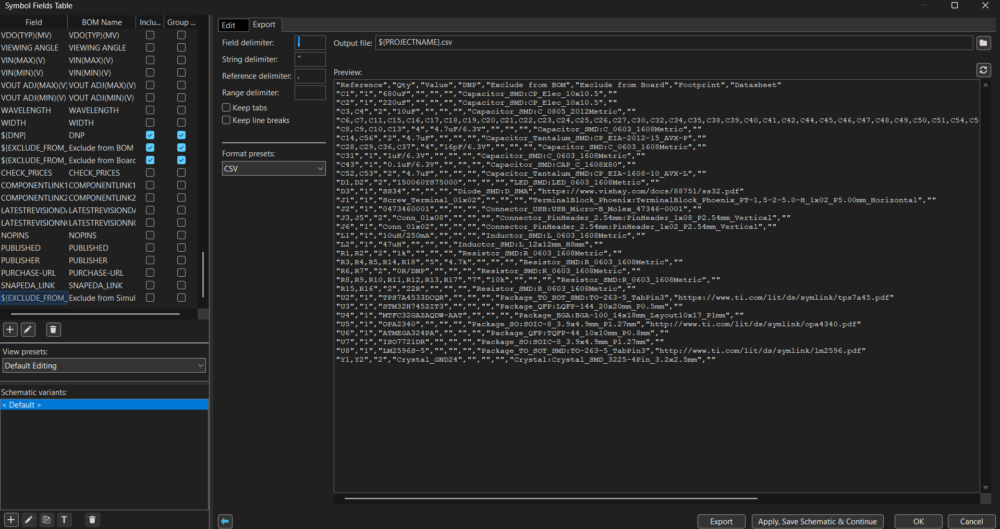 Symbol Fields Table
Field BOM Name Inclu... Group ...
VDO(TYP)(MV) VDO(TYP)(MV)
VIEWING ANGLE VIEWING ANGLE
VIN(MAX)(V) VIN(MAX)(V)
VIN(MIN)(V) VIN(MIN)(V)
VOUT ADJ(MAX)(V) VOUT ADJ(MAX)(V)
VOUT ADJ(MIN)(V) VOUT ADJ(MIN)(V)
WAVELENGTH WAVELENGTH
WIDTH WIDTH
${DNP} DNP
${EXCLUDE_FROM_ Exclude from BOM
${EXCLUDE_FROM_ Exclude from Board
CHECK_PRICES CHECK_PRICES
COMPONENTLINK1 COMPONENTLINK1
COMPONENTLINK2 COMPONENTLINK2
LATESTREVISIOND LATESTREVISIOND
LATESTREVISIONN LATESTREVISIONN
NOPINS NOPINS
PUBLISHED PUBLISHED
PUBLISHER PUBLISHER
PURCHASE-URL PURCHASE-URL
SNAPEDA_LINK SNAPEDA_LINK
${EXCLUDE_FROM_ Exclude from Simul
View presets:
Default Editing
Schematic variants:
< Default >
T
Edit Export
Field delimiter: ,
String delimiter: "
Reference delimiter: ,
Range delimiter:
Keep tabs
Keep line breaks
Format presets:
CSV
Output file: ${PROJECTNAME}.csv
Preview:
"Reference","Qty","Value","DNP","Exclude from BOM","Exclude from Board","Footprint","Datasheet"
"C1","1","680uF","","","","Capacitor_SMD:CP_Elec_10x10.5",""
"C2","1","220uF","","","","Capacitor_SMD:CP_Elec_10x10.5",""
"C3,C4","2","10uF","","","","Capacitor_SMD:C_0805_2012Metric",""
"C6,C7,C11,C15,C16,C17,C18,C19,C20,C21,C22,C23,C24,C25,C26,C27,C30,C32,C34,C35,C38,C39,C40,C41,C42,C44,C45,C46,C47,C48,C49,C50,C51,C54,C5
"C8,C9,C10,C13","4","4.7uF/6.3V","","","","Capacitor_SMD:C_0603_1608Metric",""
"C14,C56","2","4.7uF","","","","Capacitor_Tantalum_SMD:CP_EIA-2012-15_AVX-P",""
"C28,C29,C36,C37","4","16pF/6.3V","","","","Capacitor_SMD:C_0603_1608Metric",""
"C31","1","1uF/6.3V","","","","Capacitor_SMD:C_0603_1608Metric",""
"C43","1","0.1uF/6.3V","","","","Capacitor_SMD:CAP_C_1608X80",""
"C52,C53","2","4.7uF","","","","Capacitor_Tantalum_SMD:CP_EIA-1608-10_AVX-L",""
"D1,D2","2","150060YS75000","","","","LED_SMD:LED_0603_1608Metric",""
"D3","1","SS34","","","","Diode_SMD:D_SMA","https://www.vishay.com/docs/88751/ss32.pdf"
"J1","1","Screw_Terminal_01x02","","","","TerminalBlock_Phoenix:TerminalBlock_Phoenix_PT-1,5-2-5.0-H_1x02_P5.00mm_Horizontal",""
"J2","1","0473460001","","","","Connector_USB:USB_Micro-B_Molex_47346-0001",""
"J3,J5","2","Conn_01x08","","","","Connector_PinHeader_2.54mm:PinHeader_1x08_P2.54mm_Vertical",""
"J6","1","Conn_01x02","","","","Connector_PinHeader_2.54mm:PinHeader_1x02_P2.54mm_Vertical",""
"L1","1","10uH/250mA","","","","Inductor_SMD:L_0603_1608Metric",""
"L2","1","47uH","","","","Inductor_SMD:L_12x12mm_H8mm",""
"R1,R2","2","1k","","","","Resistor_SMD:R_0603_1608Metric",""
"R3,R4,R5,R14,R18","5","4.7k","","","","Resistor_SMD:R_0603_1608Metric",""
"R6,R7","2","0R/DNP","","","","Resistor_SMD:R_0603_1608Metric",""
"R8,R9,R10,R11,R12,R13,R17","7","10k","","","","Resistor_SMD:R_0603_1608Metric",""
"R15,R16","2","22R","","","","Resistor_SMD:R_0603_1608Metric",""
"U2","1","TPS7A4533DCQR","","","","Package_TO_SOT_SMD:TO-263-5_TabPin3","https://www.ti.com/lit/ds/symlink/tps7a45.pdf"
"U3","1","STM32H745ZIT3","","","","Package_QFP:LQFP-144_20x20mm_P0.5mm",""
"U4","1","MTFC32GAZAQDW-AAT","","","","Package_BGA:BGA-100_14x18mm_Layout10x17_P1mm",""
"U5","1","OPA2340","","","","Package_SO:SOIC-8_3.9x4.9mm_P1.27mm","http://www.ti.com/lit/ds/symlink/opa4340.pdf"
"U6","1","ATMEGA324PA","","","","Package_QFP:TQFP-44_10x10mm_P0.8mm",""
"U7","1","ISO7721DR","","","","Package_SO:SOIC-8_3.9x4.9mm_P1.27mm",""
"U8","1","LM2596S-5","","","","Package_TO_SOT_SMD:TO-263-5_TabPin3","http://www.ti.com/lit/ds/symlink/lm2596.pdf"
"Y1,Y2","2","Crystal_GND24","","","","Crystal:Crystal_SMD_3225-4Pin_3.2x2.5mm",""
Export Apply, Save Schematic & Continue OK Cancel